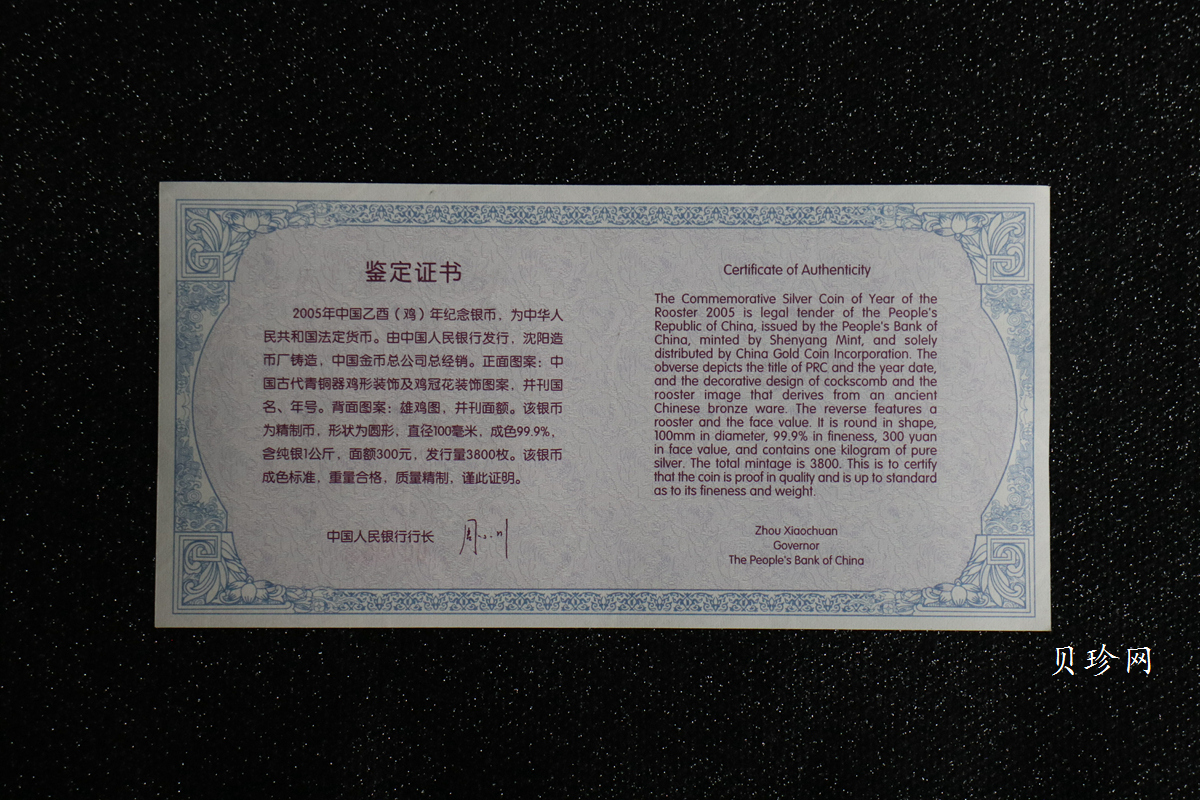 鉴定证书
2005年中国乙酉（鸡）年纪念银币，为中华人
民共和国法定货币。由中国人民银行发行，沈阳造
币厂铸造，中国金币总公司总经销。正面图案：中
国古代青铜器鸡形装饰及鸡冠花装饰图案，并刊国
名、年号。背面图案：雄鸡图，并刊面额。该银币
为精制币，形状为圆形，直径100毫米，成色99.9%，
含纯银1公斤，面额300元，发行量3800枚。该银币
成色标准，重量合格，质量精制，谨此证明。
中国人民银行行长 周小川
Certificate of Authenticity
The Commemorative Silver Coin of Year of the
Rooster 2005 is legal tender of the People's
Republic of China, issued by the People's Bank of
China, minted by Shenyang Mint, and solely
distributed by China Gold Coin Incorporation. The
obverse depicts the title of PRC and the year date,
and the decorative design of cockscomb and the
rooster image that derives from an ancient
Chinese bronze ware. The reverse features a
rooster and the face value. It is round in shape,
100mm in diameter, 99.9% in fineness, 300 yuan
in face value, and contains one kilogram of pure
silver. The total mintage is 3800. This is to certify
that the coin is proof in quality and is up to standard
as to its fineness and weight.
Zhou Xiaochuan
Governor
The People's Bank of China
贝珍网